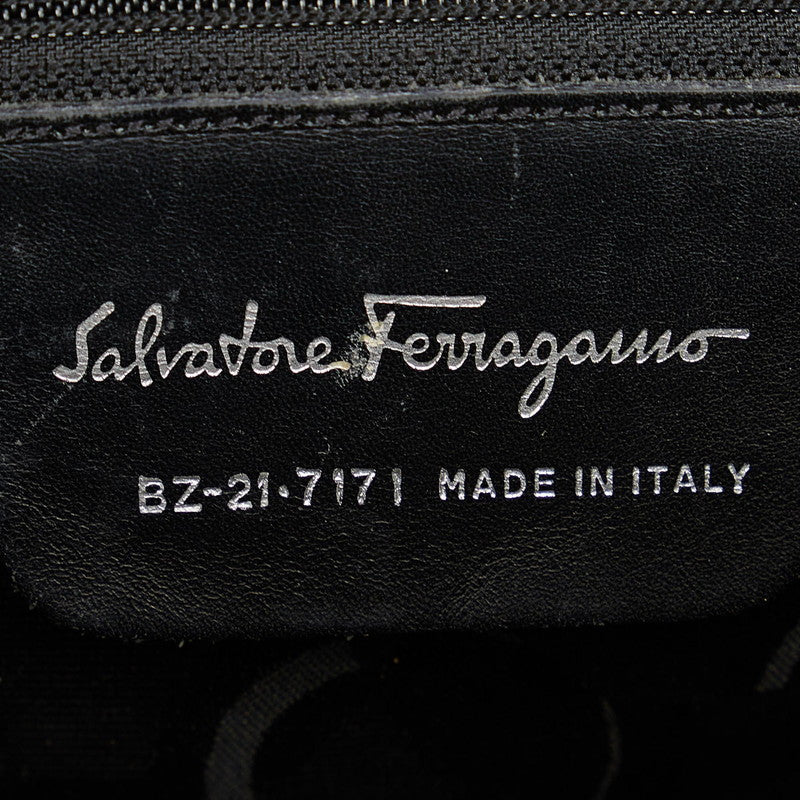 Salvatore Ferragamo
BZ-21·7171 MADE IN ITALY